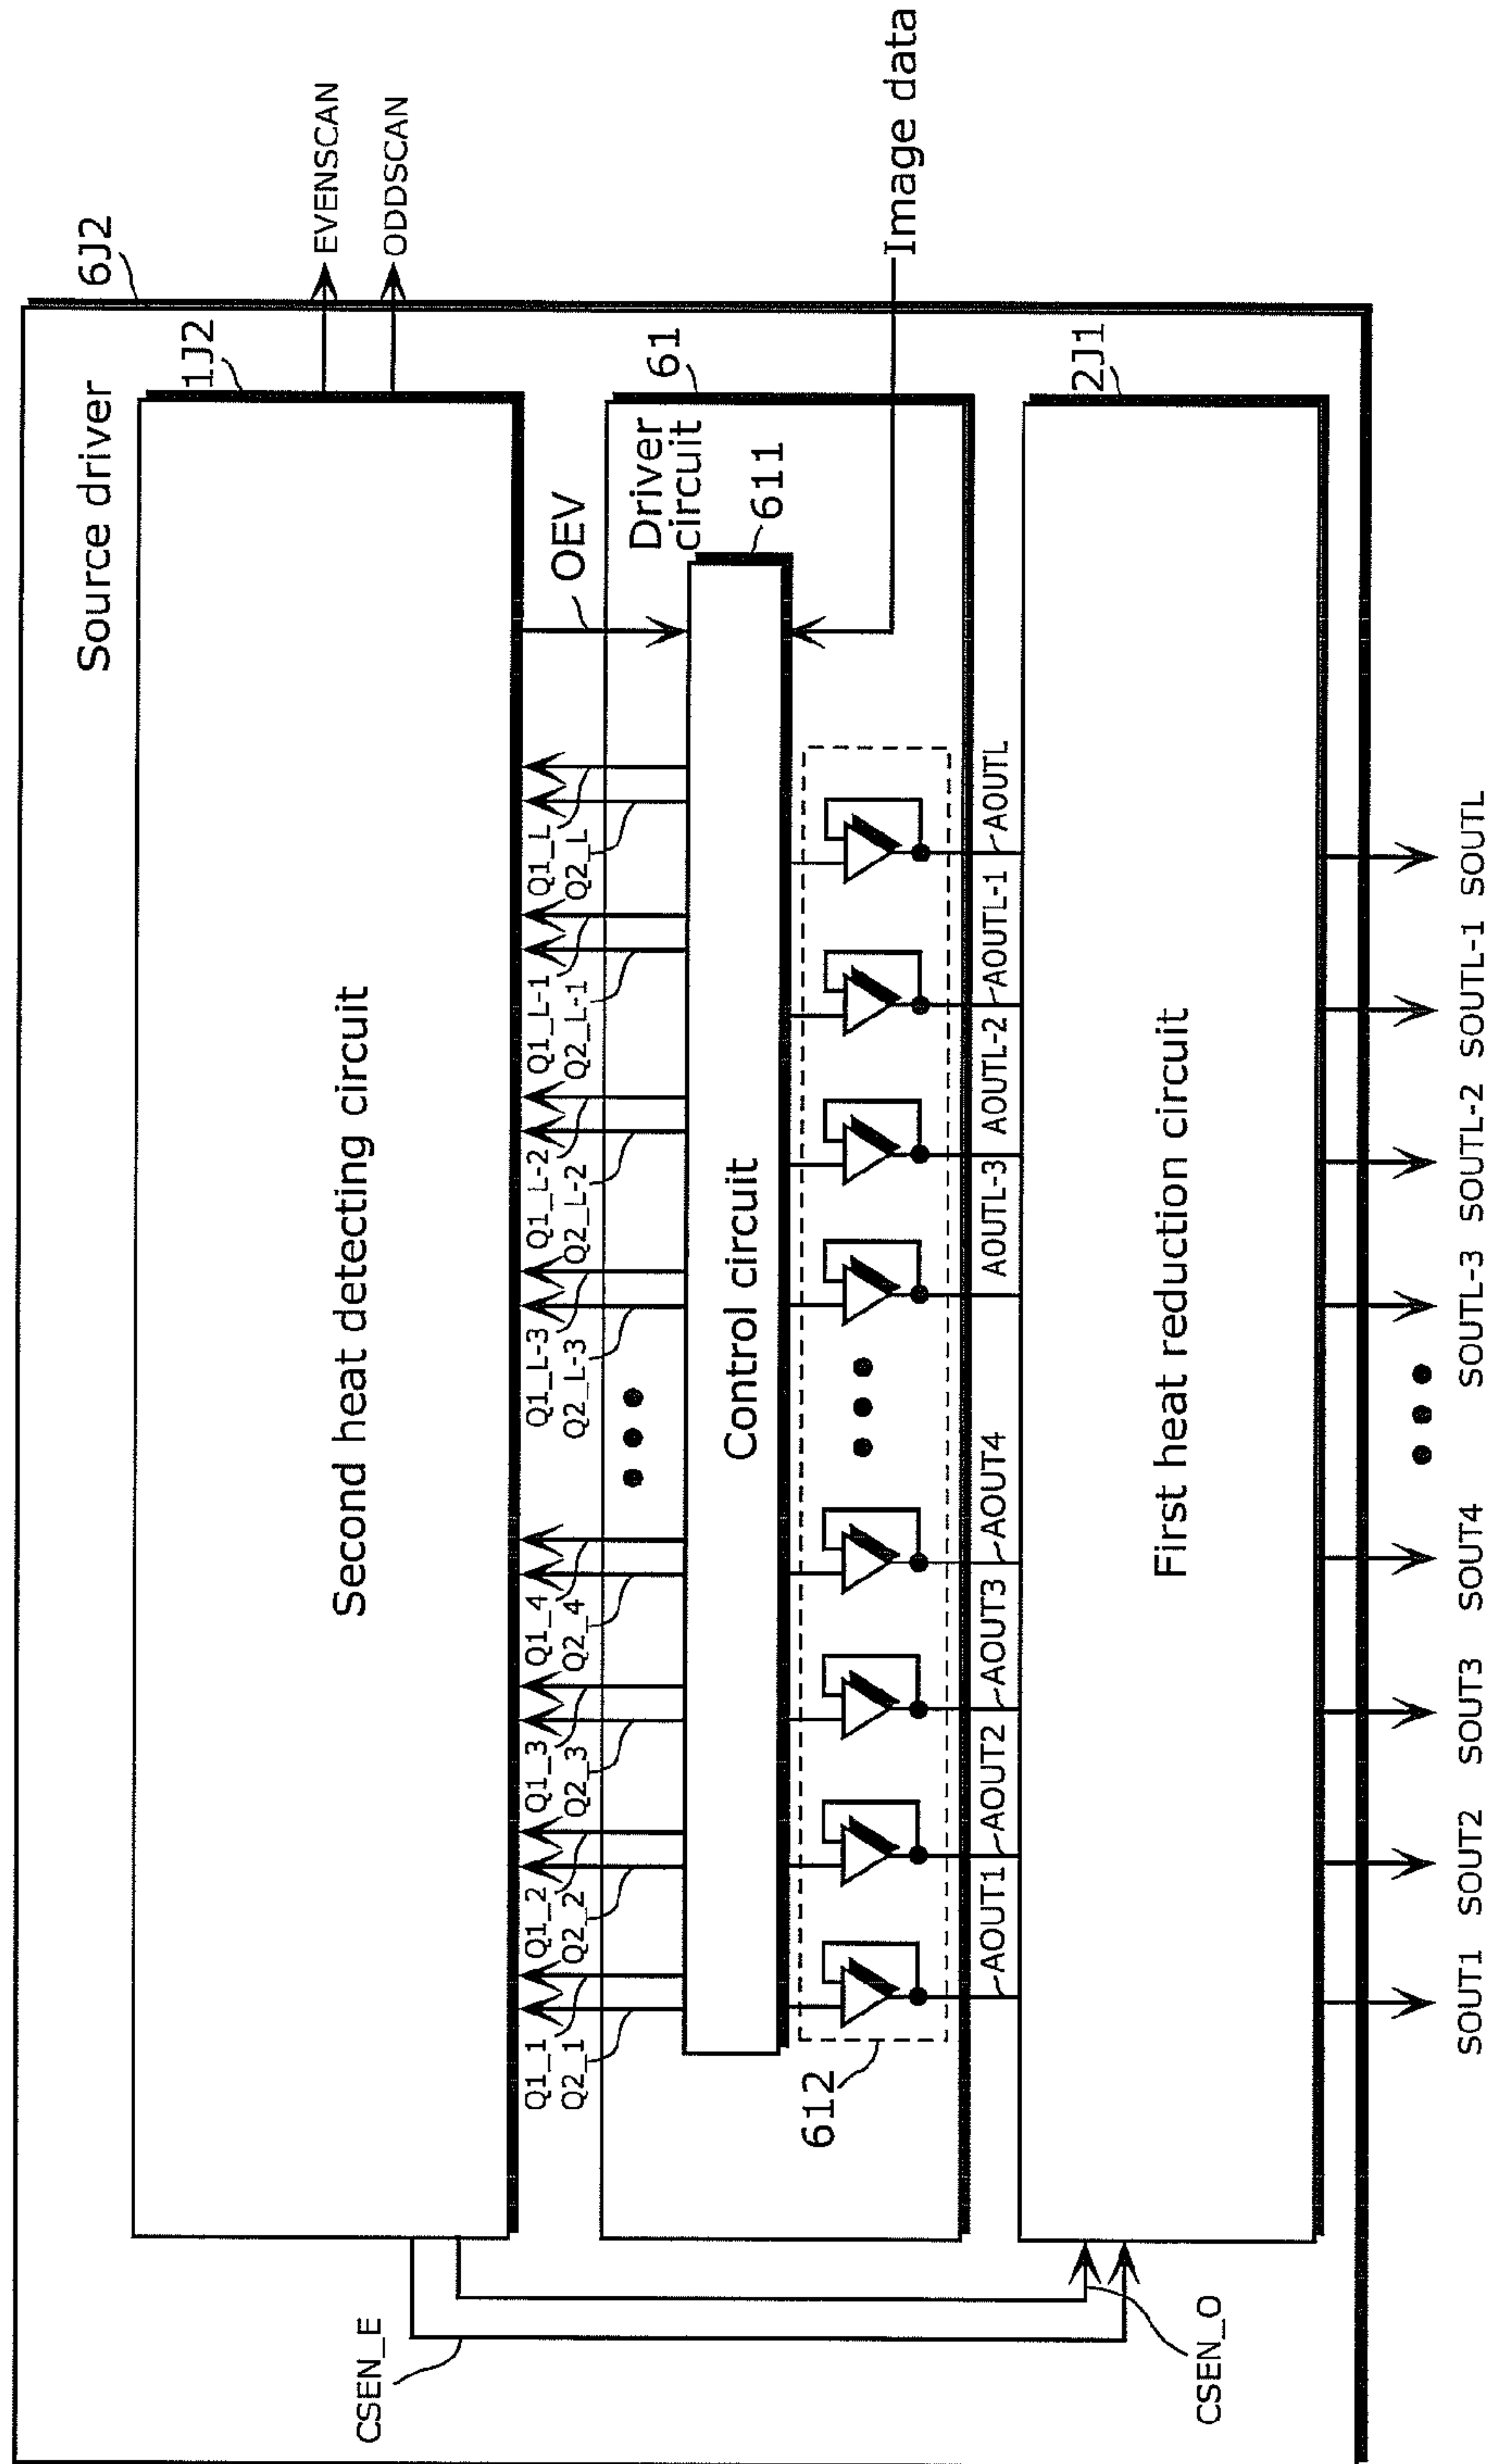 Source driver
6J2
1J2
EVENSCAN
ODDSCAN
Second heat detecting circuit
Q1_1
Q2_1
Q1_2
Q2_2
Q1_3
Q2_3
Q1_4
Q2_4
Q1_L-3
Q2_L-3
Q1_L-2
Q2_L-2
Q1_L-1
Q2_L-1
Q1_L
Q2_L
OEV
61
Driver
circuit
611
Control circuit
612
Image data
AOUT1
AOUT2
AOUT3
AOUT4
AOUTL-3
AOUTL-2
AOUTL-1
AOUTL
2J1
First heat reduction circuit
CSEN_E
CSEN_O
SOUT1
SOUT2
SOUT3
SOUT4
SOUTL-3
SOUTL-2
SOUTL-1
SOUTL